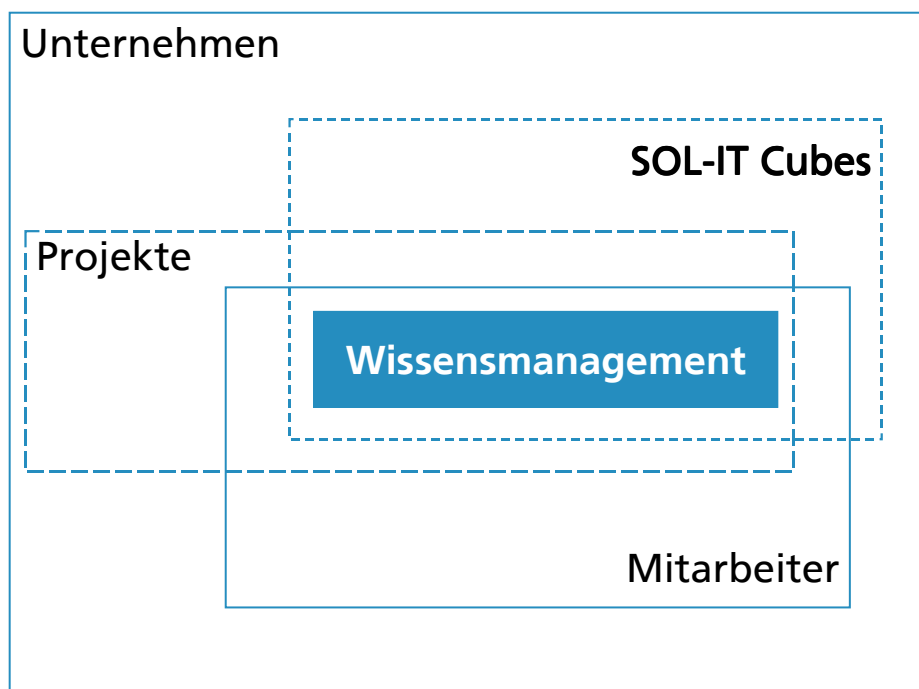 Unternehmen
SOL-IT Cubes
Projekte
Wissensmanagement
Mitarbeiter